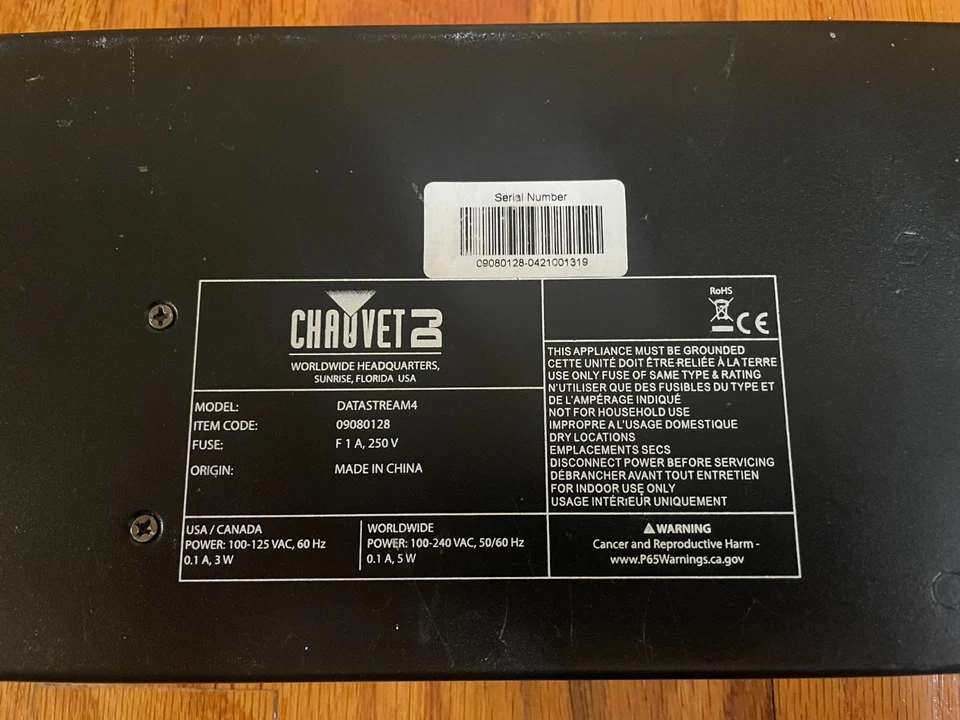 Serial Number
09080128-0421001319
CHAUVET DJ
WORLDWIDE HEADQUARTERS,
SUNRISE, FLORIDA USA
MODEL: DATASTREAM4
ITEM CODE: 09080128
FUSE: F 1 A, 250 V
ORIGIN: MADE IN CHINA
USA / CANADA
POWER: 100-125 VAC, 60 Hz
0.1 A, 3 W
WORLDWIDE
POWER: 100-240 VAC, 50/60 Hz
0.1 A, 5 W
RoHS
CE
THIS APPLIANCE MUST BE GROUNDED
CETTE UNITÉ DOIT ÊTRE RELIÉE À LA TERRE
USE ONLY FUSE OF SAME TYPE & RATING
N'UTILISER QUE DES FUSIBLES DU TYPE ET
DE L'AMPÉRAGE INDIQUÉ
NOT FOR HOUSEHOLD USE
IMPROPRE A L'USAGE DOMESTIQUE
DRY LOCATIONS
EMPLACEMENTS SECS
DISCONNECT POWER BEFORE SERVICING
DÉBRANCHER AVANT TOUT ENTRETIEN
FOR INDOOR USE ONLY
USAGE INTÉRIEUR UNIQUEMENT
WARNING
Cancer and Reproductive Harm -
www.P65Warnings.ca.gov